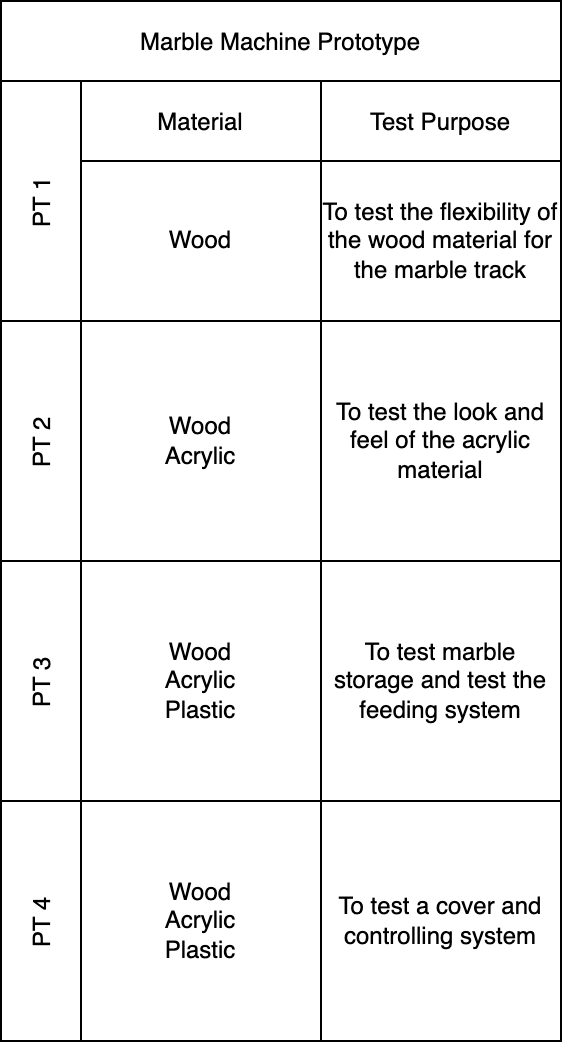 Marble Machine Prototype
Material
Test Purpose
PT 1
Wood
To test the flexibility of
the wood material for
the marble track
PT 2
Wood
Acrylic
To test the look and
feel of the acrylic
material
PT 3
Wood
Acrylic
Plastic
To test marble
storage and test the
feeding system
PT 4
Wood
Acrylic
Plastic
To test a cover and
controlling system